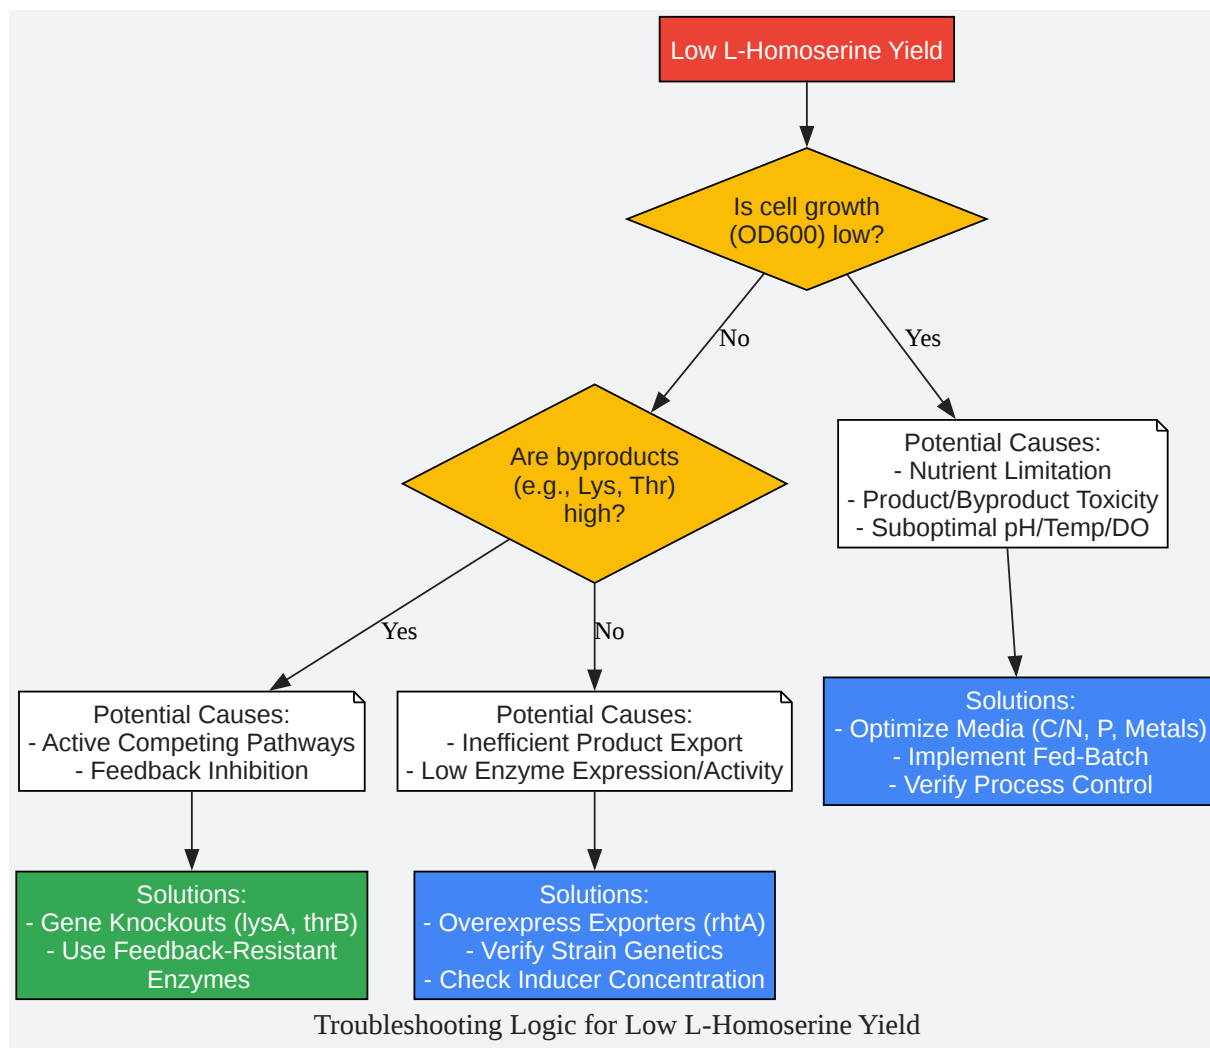 Low L-Homoserine Yield
Is cell growth
(OD600) low?
No
Yes
Are byproducts
(e.g., Lys, Thr)
high?
Potential Causes:
- Nutrient Limitation
- Product/Byproduct Toxicity
- Suboptimal pH/Temp/DO
Yes
No
Potential Causes:
- Active Competing Pathways
- Feedback Inhibition
Potential Causes:
- Inefficient Product Export
- Low Enzyme Expression/Activity
Solutions:
- Optimize Media (C/N, P, Metals)
- Implement Fed-Batch
- Verify Process Control
Solutions:
- Gene Knockouts (lysA, thrB)
- Use Feedback-Resistant
Enzymes
Solutions:
- Overexpress Exporters (rhtA)
- Verify Strain Genetics
- Check Inducer Concentration
Troubleshooting Logic for Low L-Homoserine Yield